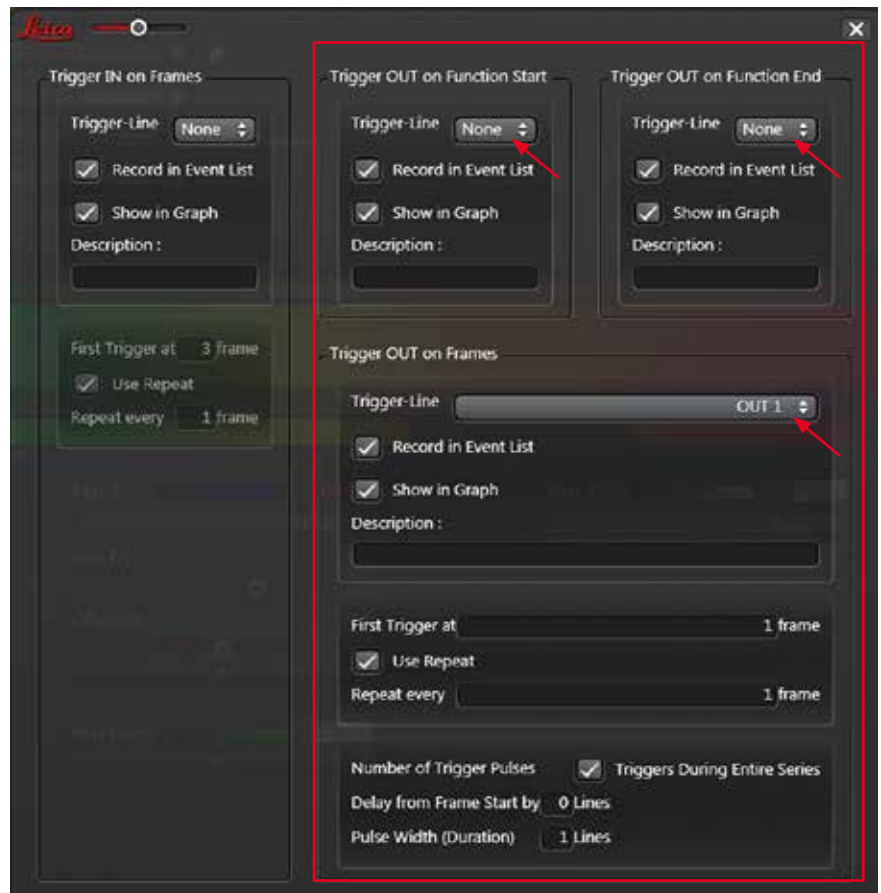 Leica
Trigger IN on Frames
Trigger-Line None
Record in Event List
Show in Graph
Description :
First Trigger at 3 frame
Use Repeat
Repeat every 1 frame
Trigger OUT on Function Start
Trigger-Line None
Record in Event List
Show in Graph
Description :
Trigger OUT on Function End
Trigger-Line None
Record in Event List
Show in Graph
Description :
Trigger OUT on Frames
Trigger-Line OUT 1
Record in Event List
Show in Graph
Description :
First Trigger at 1 frame
Use Repeat
Repeat every 1 frame
Number of Trigger Pulses Triggers During Entire Series
Delay from Frame Start by 0 Lines
Pulse Width (Duration) 1 Lines